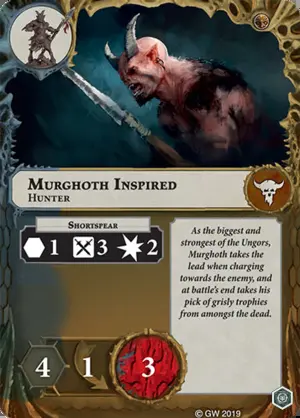 MURGHOTH INSPIRED
HUNTER
SHORTSPEAR
1 3 2
As the biggest and
strongest of the Ungors,
Murghoth takes the
lead when charging
towards the enemy, and
at battle's end takes his
pick of grisly trophies
from amongst the dead.
4 1 3
© GW 2019